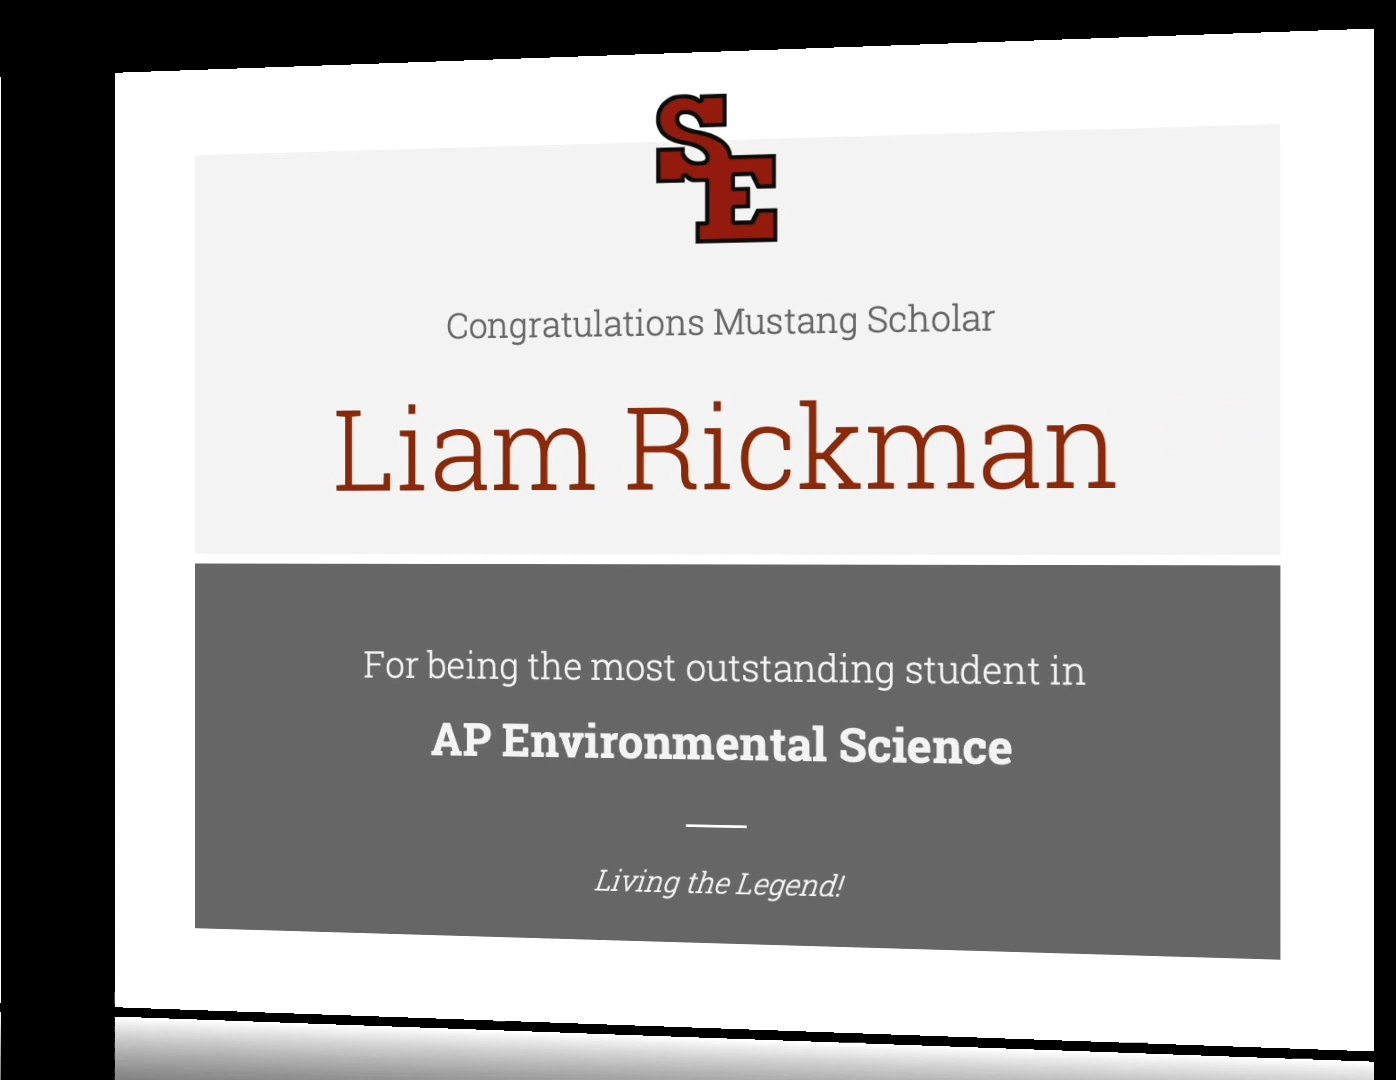 SE
Congratulations Mustang Scholar
Liam Rickman
For being the most outstanding student in
AP Environmental Science
Living the Legend!